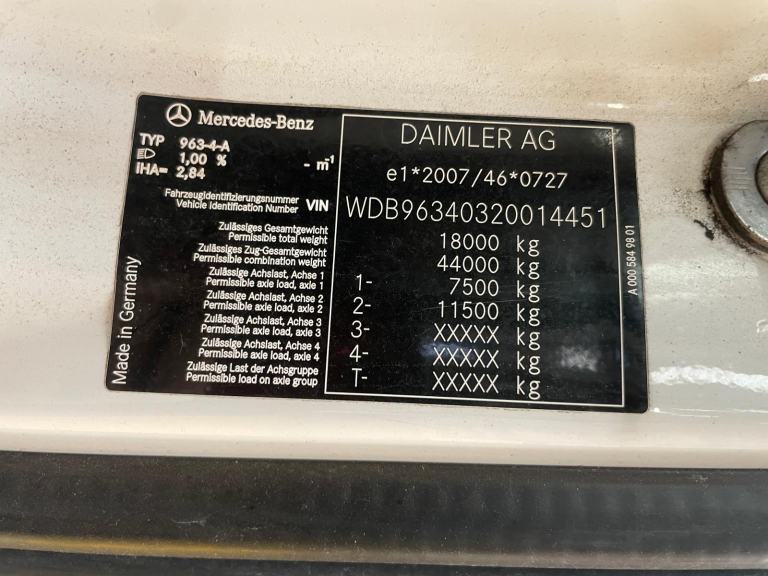 Mercedes-Benz
TYP 963-4-A
1,00 % - m⁻¹
IHA= 2,84
DAIMLER AG
e1*2007/46*0727
Fahrzeugidentifizierungsnummer
Vehicle Identification Number VIN WDB96340320014451
Zulässiges Gesamtgewicht
Permissible total weight 18000 kg
Zulässiges Zug-Gesamtgewicht
Permissible combination weight 44000 kg
Zulässige Achslast, Achse 1
Permissible axle load, axle 1 1- 7500 kg
Zulässige Achslast, Achse 2
Permissible axle load, axle 2 2- 11500 kg
Zulässige Achslast, Achse 3
Permissible axle load, axle 3 3- XXXXX kg
Zulässige Achslast, Achse 4
Permissible axle load, axle 4 4- XXXXX kg
Zulässige Last der Achsgruppe
Permissible load on axle group T- XXXXX kg
Made in Germany
A 000 584 98 01